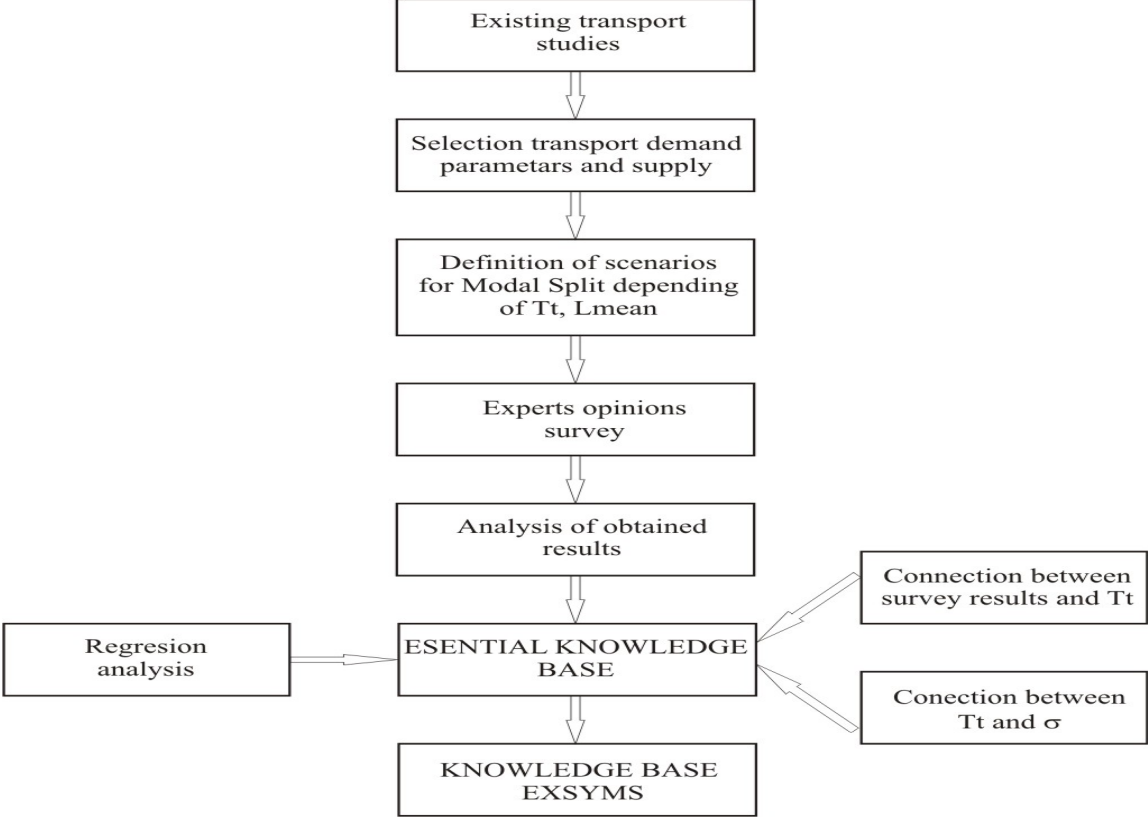 Existing transport
studies
Selection transport demand
parametars and supply
Definition of scenarios
for Modal Split depending
of Tt, Lmean
Experts opinions
survey
Analysis of obtained
results
Connection between
survey results and Tt
Regresion
analysis
ESENTIAL KNOWLEDGE
BASE
Conection between
Tt and σ
KNOWLEDGE BASE
EXSYMS